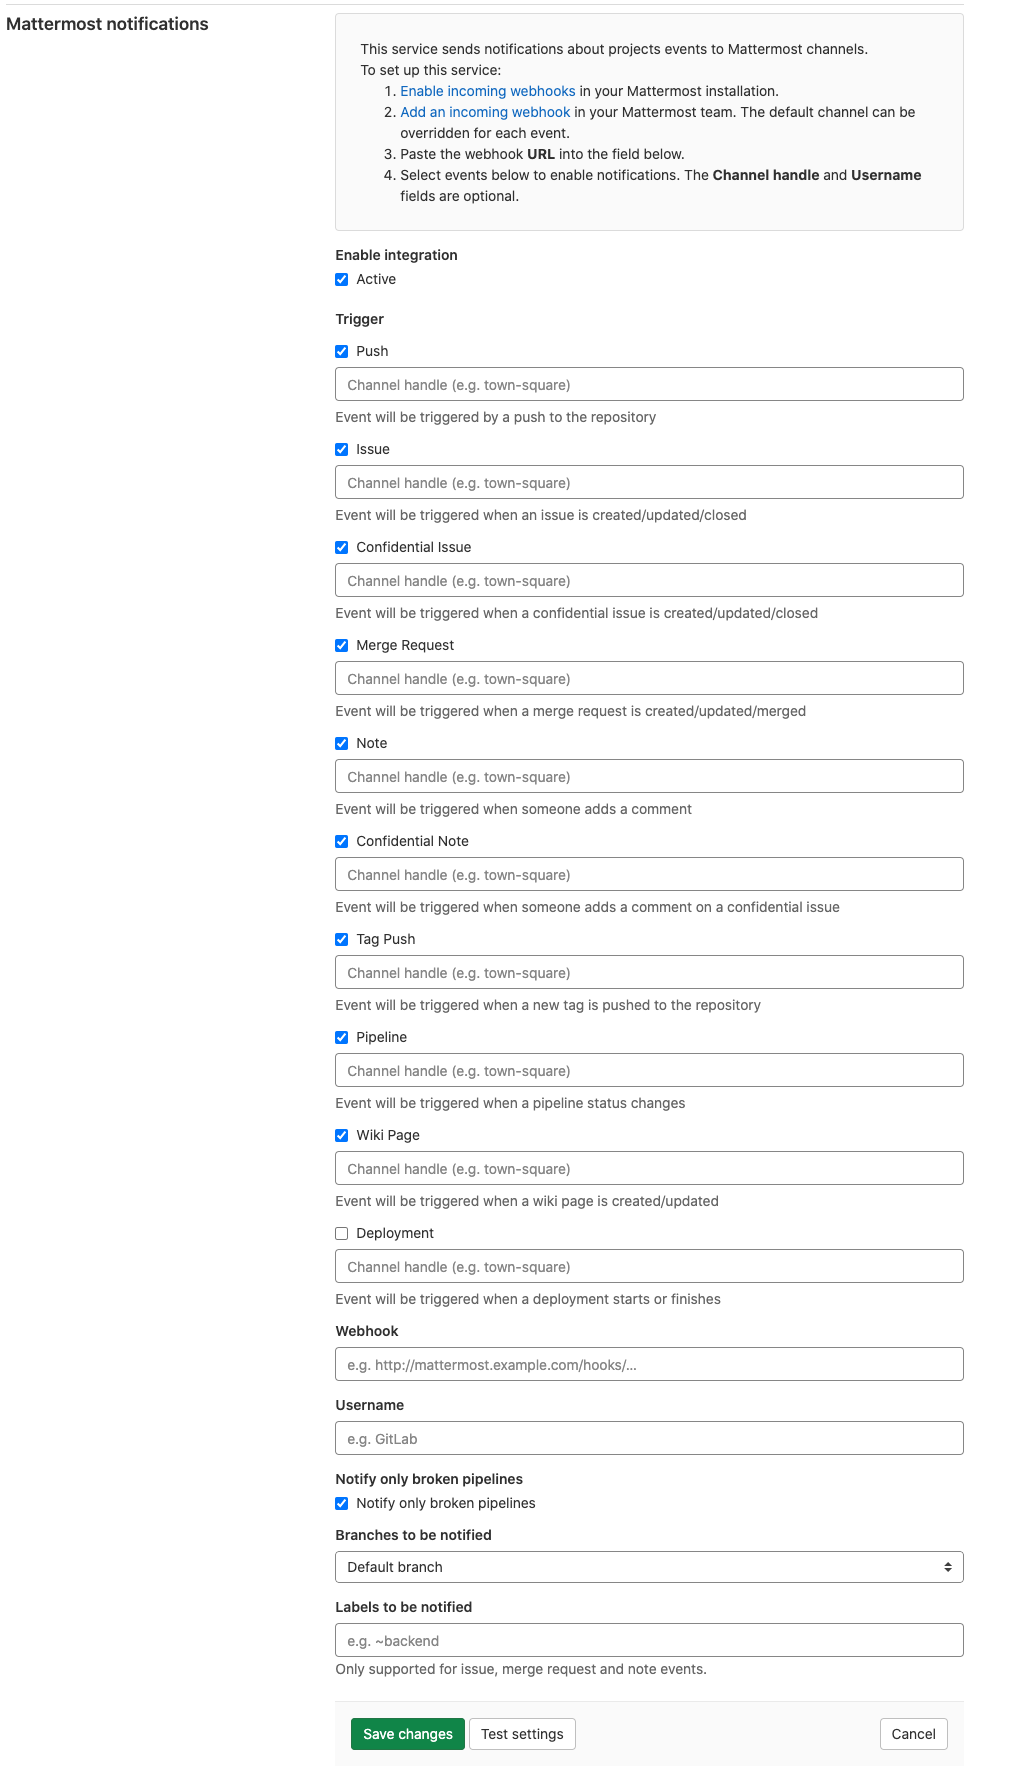 Mattermost notifications
This service sends notifications about projects events to Mattermost channels.
To set up this service:
1. Enable incoming webhooks in your Mattermost installation.
2. Add an incoming webhook in your Mattermost team. The default channel can be
overridden for each event.
3. Paste the webhook URL into the field below.
4. Select events below to enable notifications. The Channel handle and Username
fields are optional.
Enable integration
Active
Trigger
Push
Channel handle (e.g. town-square)
Event will be triggered by a push to the repository
Issue
Channel handle (e.g. town-square)
Event will be triggered when an issue is created/updated/closed
Confidential Issue
Channel handle (e.g. town-square)
Event will be triggered when a confidential issue is created/updated/closed
Merge Request
Channel handle (e.g. town-square)
Event will be triggered when a merge request is created/updated/merged
Note
Channel handle (e.g. town-square)
Event will be triggered when someone adds a comment
Confidential Note
Channel handle (e.g. town-square)
Event will be triggered when someone adds a comment on a confidential issue
Tag Push
Channel handle (e.g. town-square)
Event will be triggered when a new tag is pushed to the repository
Pipeline
Channel handle (e.g. town-square)
Event will be triggered when a pipeline status changes
Wiki Page
Channel handle (e.g. town-square)
Event will be triggered when a wiki page is created/updated
Deployment
Channel handle (e.g. town-square)
Event will be triggered when a deployment starts or finishes
Webhook
e.g. http://mattermost.example.com/hooks/…
Username
e.g. GitLab
Notify only broken pipelines
Notify only broken pipelines
Branches to be notified
Default branch
Labels to be notified
e.g. ~backend
Only supported for issue, merge request and note events.
Save changes Test settings Cancel